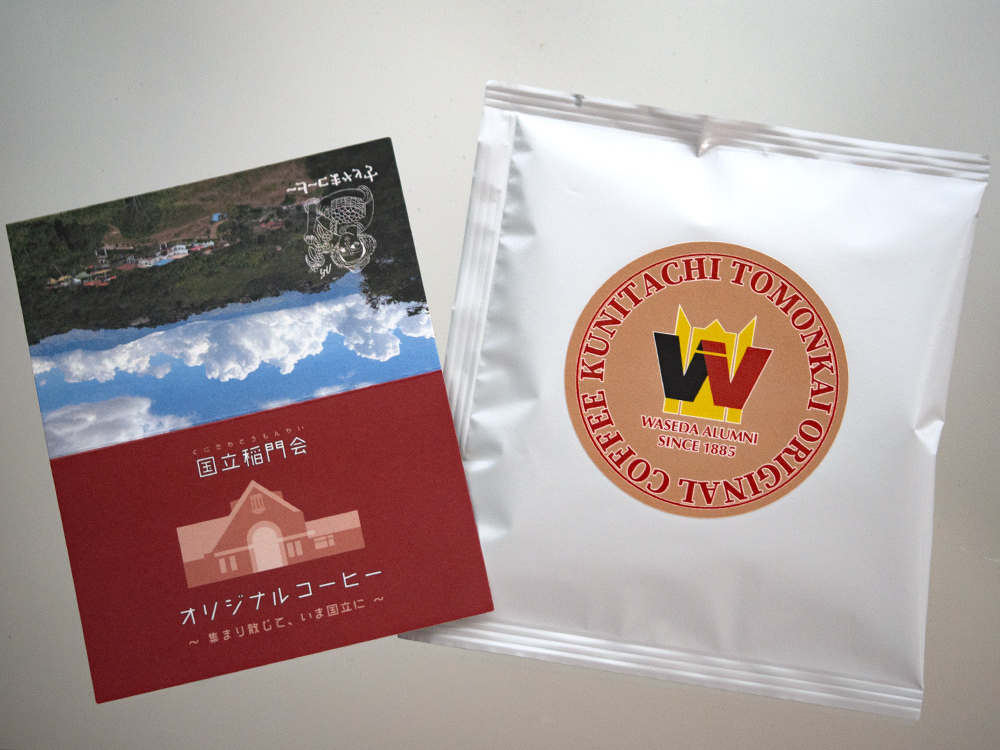 くにたちとうもんかい
国立稲門会
オリジナルコーヒー
～ 集まり散じて、いま国立に ～
KUNITACHI TOMONKAI ORIGINAL COFFEE
WASEDA ALUMNI
SINCE 1885